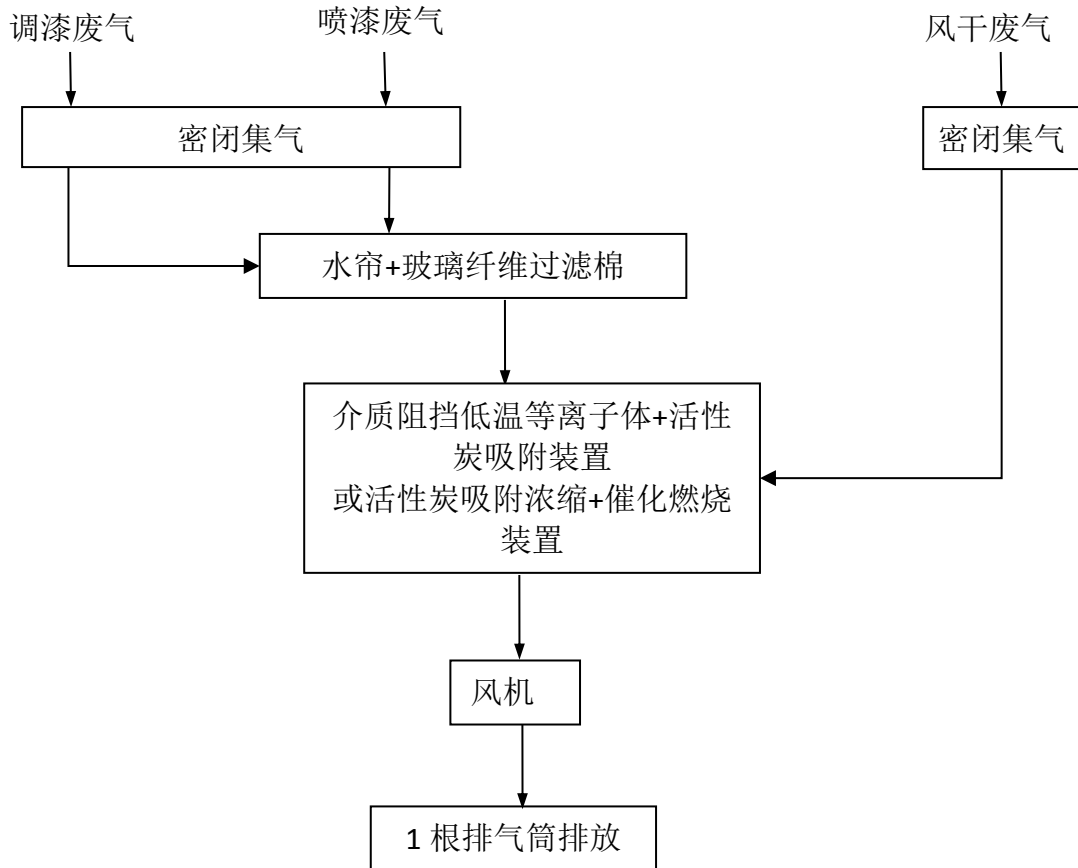 调漆废气
喷漆废气
风干废气
密闭集气
密闭集气
水帘+玻璃纤维过滤棉
介质阻挡低温等离子体+活性
炭吸附装置
或活性炭吸附浓缩+催化燃烧
装置
风机
1 根排气筒排放